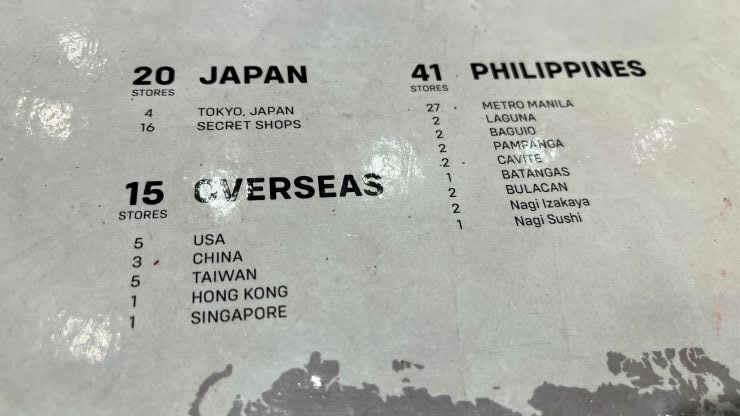 20 JAPAN
STORES
4 TOKYO, JAPAN
16 SECRET SHOPS
15 OVERSEAS
STORES
5 USA
3 CHINA
5 TAIWAN
1 HONG KONG
1 SINGAPORE
41 PHILIPPINES
STORES
27 METRO MANILA
2 LAGUNA
2 BAGUIO
2 PAMPANGA
2 CAVITE
1 BATANGAS
2 BULACAN
2 Nagi Izakaya
1 Nagi Sushi